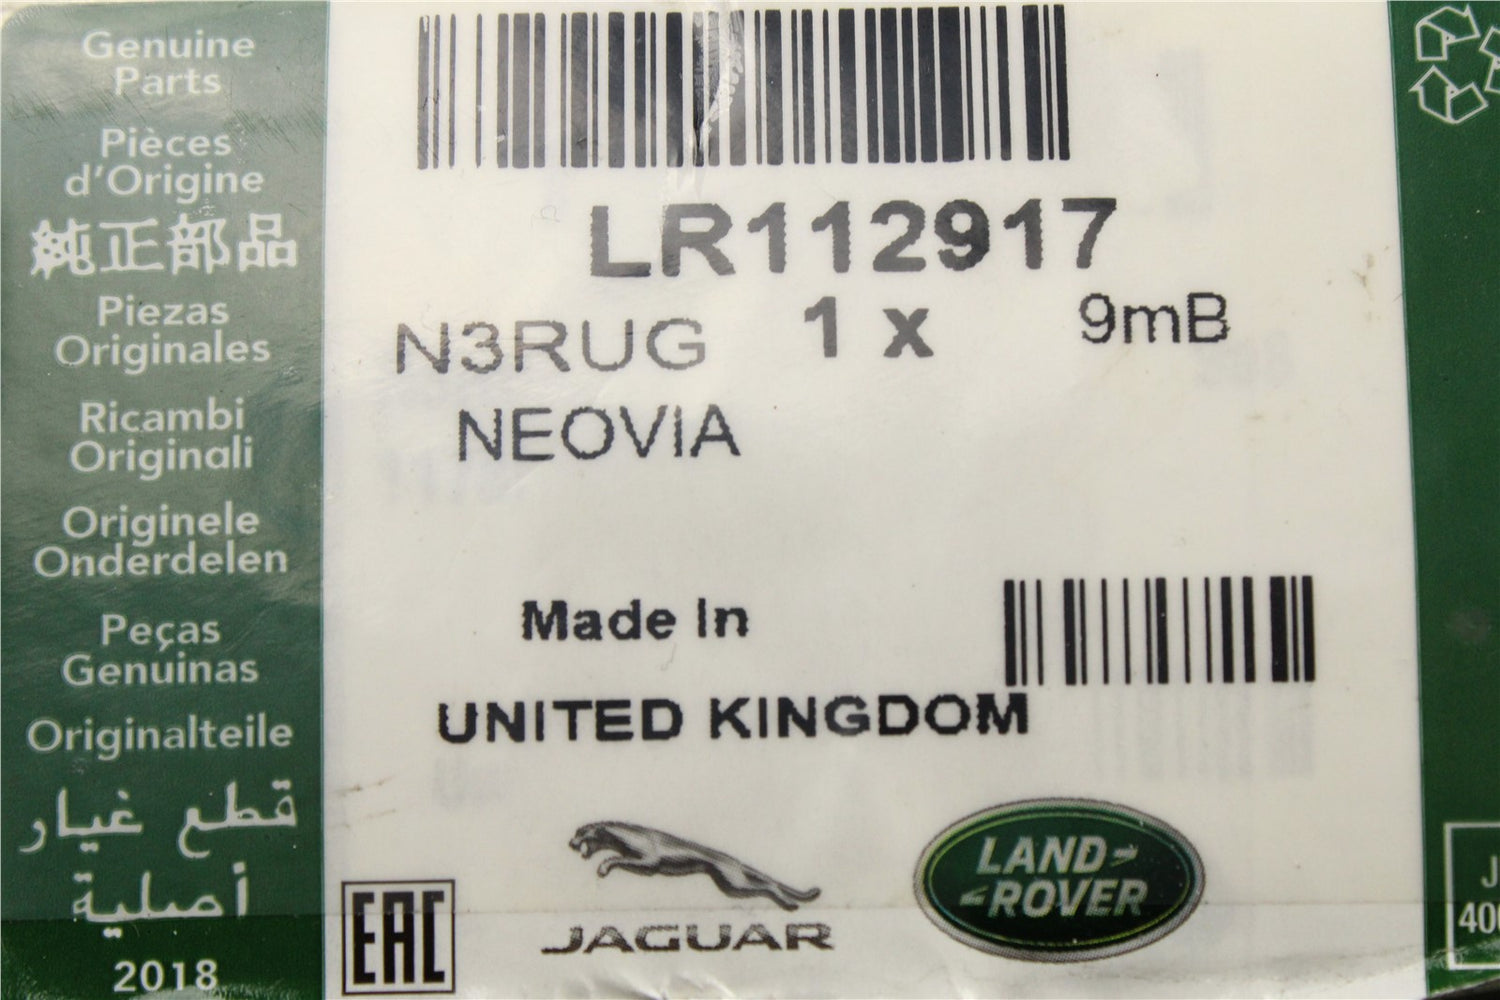 Genuine
Parts
Pièces
d'Origine
純正部品
Piezas
Originales
Ricambi
Originali
Originele
Onderdelen
Peças
Genuinas
Originalteile
قطع غيار
أصلية
2018
LR112917
N3RUG 1 x 9mB
NEOVIA
Made In
UNITED KINGDOM
EAC
JAGUAR
LAND
ROVER